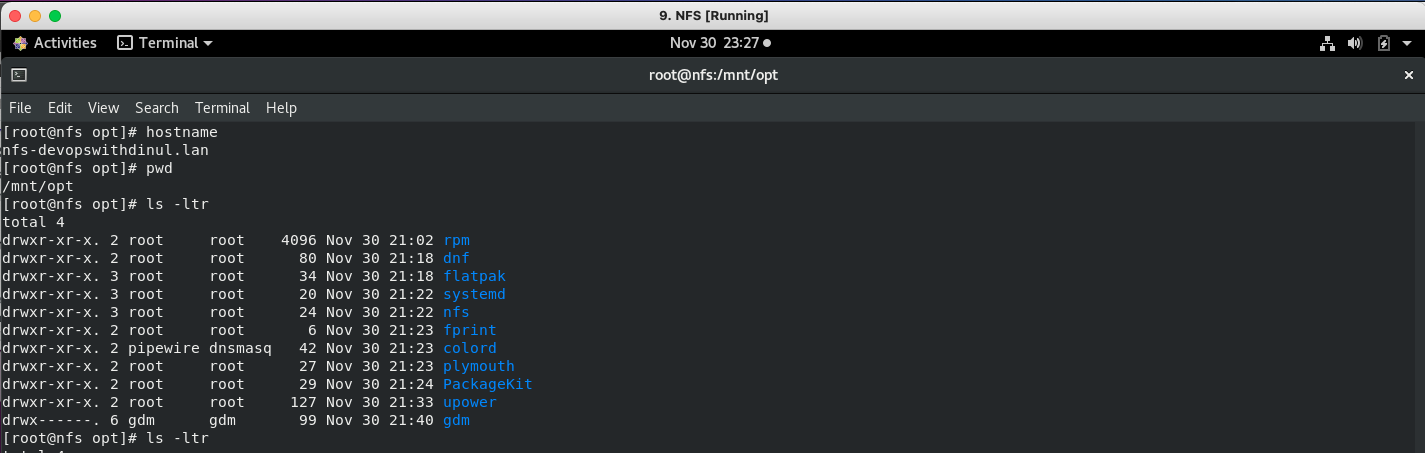 9. NFS [Running]
Activities Terminal Nov 30 23:27
root@nfs:/mnt/opt
File Edit View Search Terminal Help
[root@nfs opt]# hostname
nfs-devopswithdinul.lan
[root@nfs opt]# pwd
/mnt/opt
[root@nfs opt]# ls -ltr
total 4
drwxr-xr-x. 2 root     root    4096 Nov 30 21:02 rpm
drwxr-xr-x. 2 root     root      80 Nov 30 21:18 dnf
drwxr-xr-x. 3 root     root      34 Nov 30 21:18 flatpak
drwxr-xr-x. 3 root     root      20 Nov 30 21:22 systemd
drwxr-xr-x. 3 root     root      24 Nov 30 21:22 nfs
drwxr-xr-x. 2 root     root       6 Nov 30 21:23 fprint
drwxr-xr-x. 2 pipewire dnsmasq   42 Nov 30 21:23 colord
drwxr-xr-x. 2 root     root      27 Nov 30 21:23 plymouth
drwxr-xr-x. 2 root     root      29 Nov 30 21:24 PackageKit
drwxr-xr-x. 2 root     root     127 Nov 30 21:33 upower
drwx------. 6 gdm      gdm       99 Nov 30 21:40 gdm
[root@nfs opt]# ls -ltr